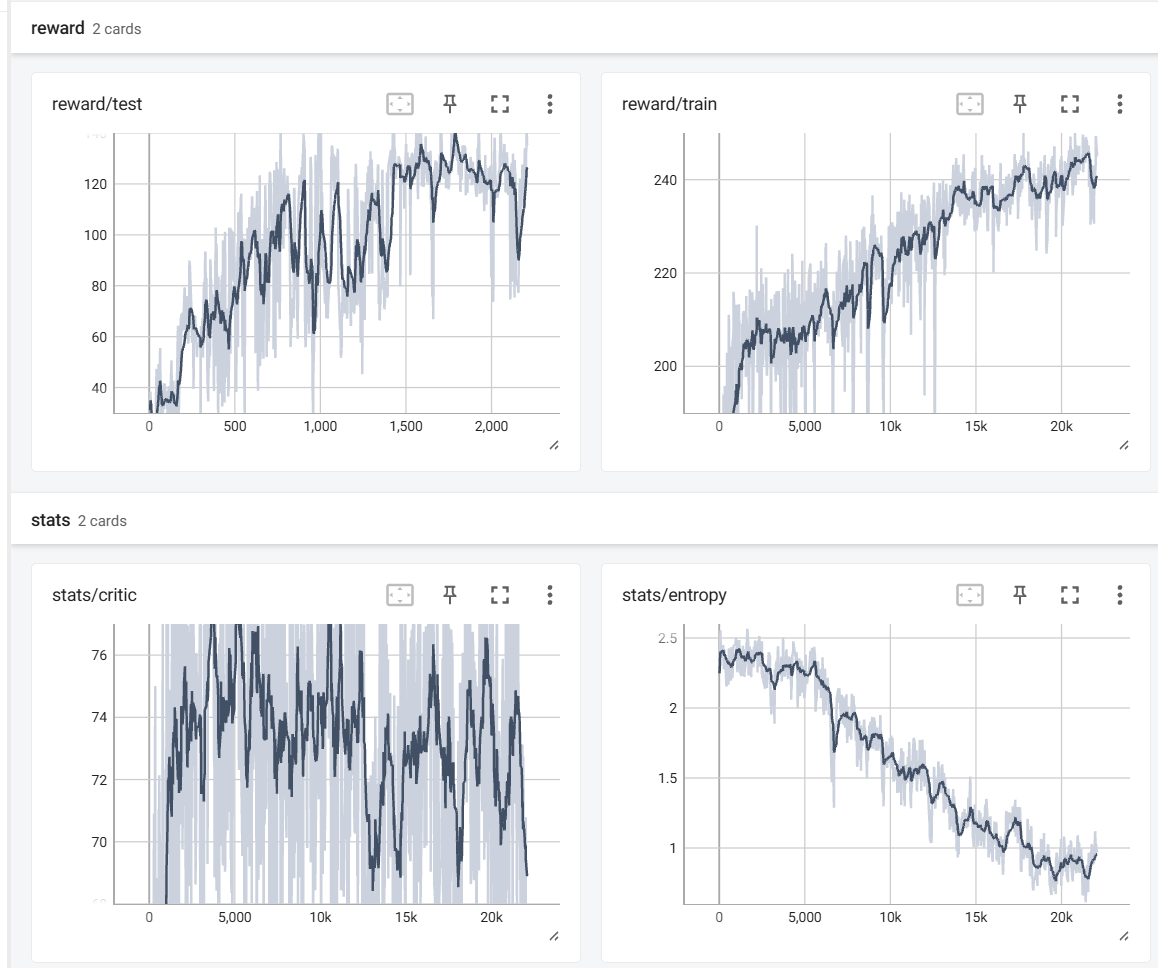 reward 2 cards
reward/test
140
120
100
80
60
40
0 500 1,000 1,500 2,000
reward/train
240
220
200
0 5,000 10k 15k 20k
stats 2 cards
stats/critic
76
74
72
70
68
0 5,000 10k 15k 20k
stats/entropy
2.5
2
1.5
1
0 5,000 10k 15k 20k